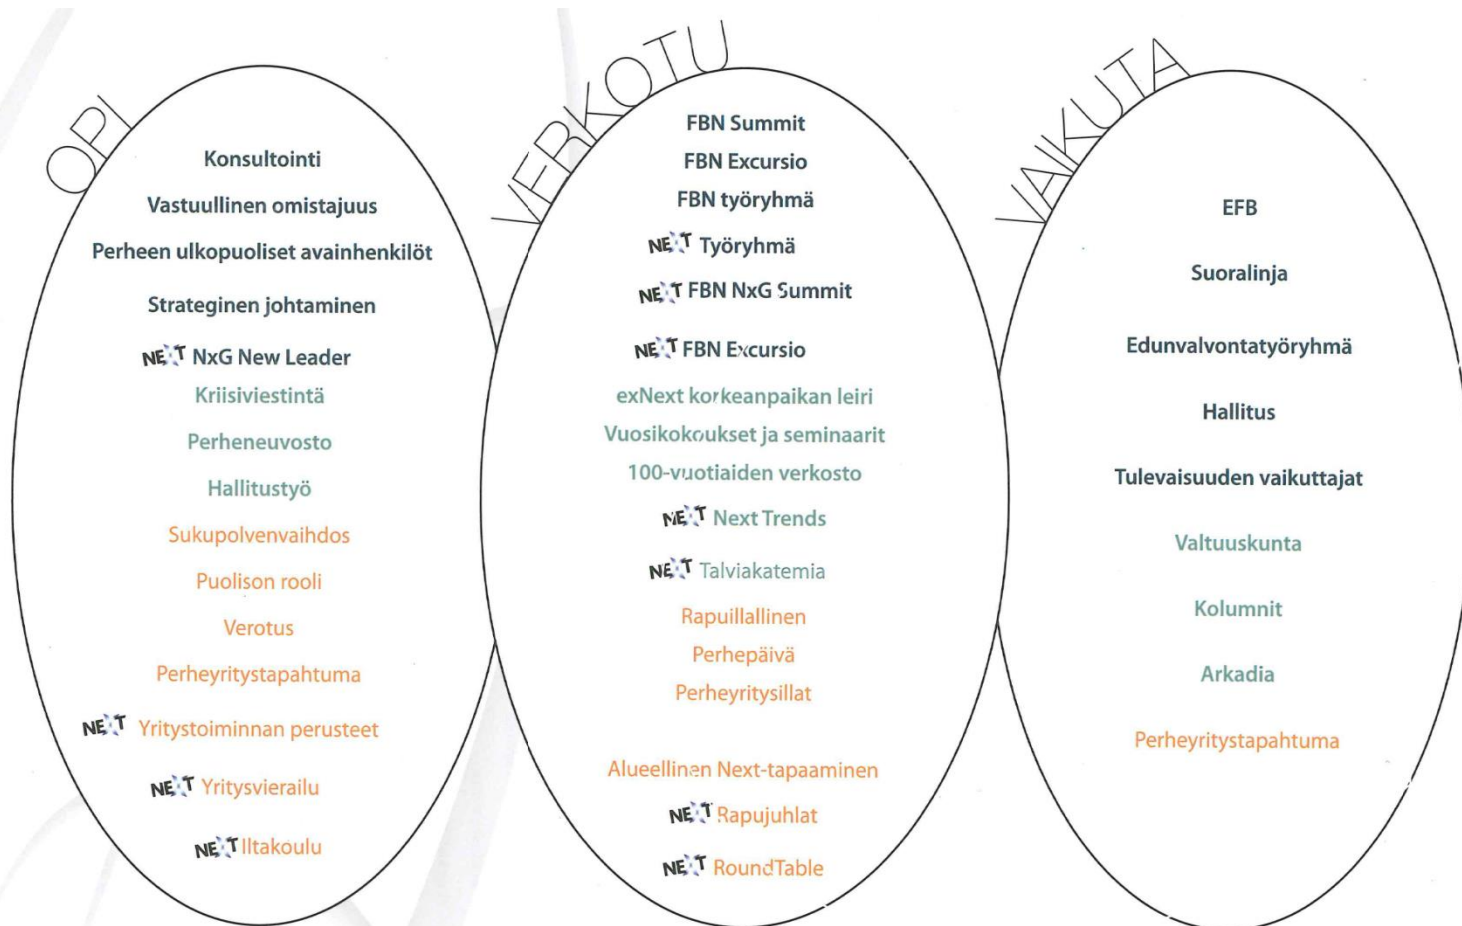 OPI
Konsultointi
Vastuullinen omistajuus
Perheen ulkopuoliset avainhenkilöt
Strateginen johtaminen
NEXT NxG New Leader
Kriisiviestintä
Perheneuvosto
Hallitustyö
Sukupolvenvaihdos
Puolison rooli
Verotus
Perheyritystapahtuma
NEXT Yritystoiminnan perusteet
NEXT Yritysvierailu
NEXT Iltakoulu
VERKOTU
FBN Summit
FBN Excursio
FBN työryhmä
NEXT Työryhmä
NEXT FBN NxG Summit
NEXT FBN Excursio
exNext korkeanpaikan leiri
Vuosikokoukset ja seminaarit
100-vuotiaiden verkosto
NEXT Next Trends
NEXT Talviakatemia
Rapuillallinen
Perhepäivä
Perheyritysillat
Alueellinen Next-tapaaminen
NEXT Rapujuhlat
NEXT RoundTable
VAIKUTA
EFB
Suoralinja
Edunvalvontatyöryhmä
Hallitus
Tulevaisuuden vaikuttajat
Valtuuskunta
Kolumnit
Arkadia
Perheyritystapahtuma